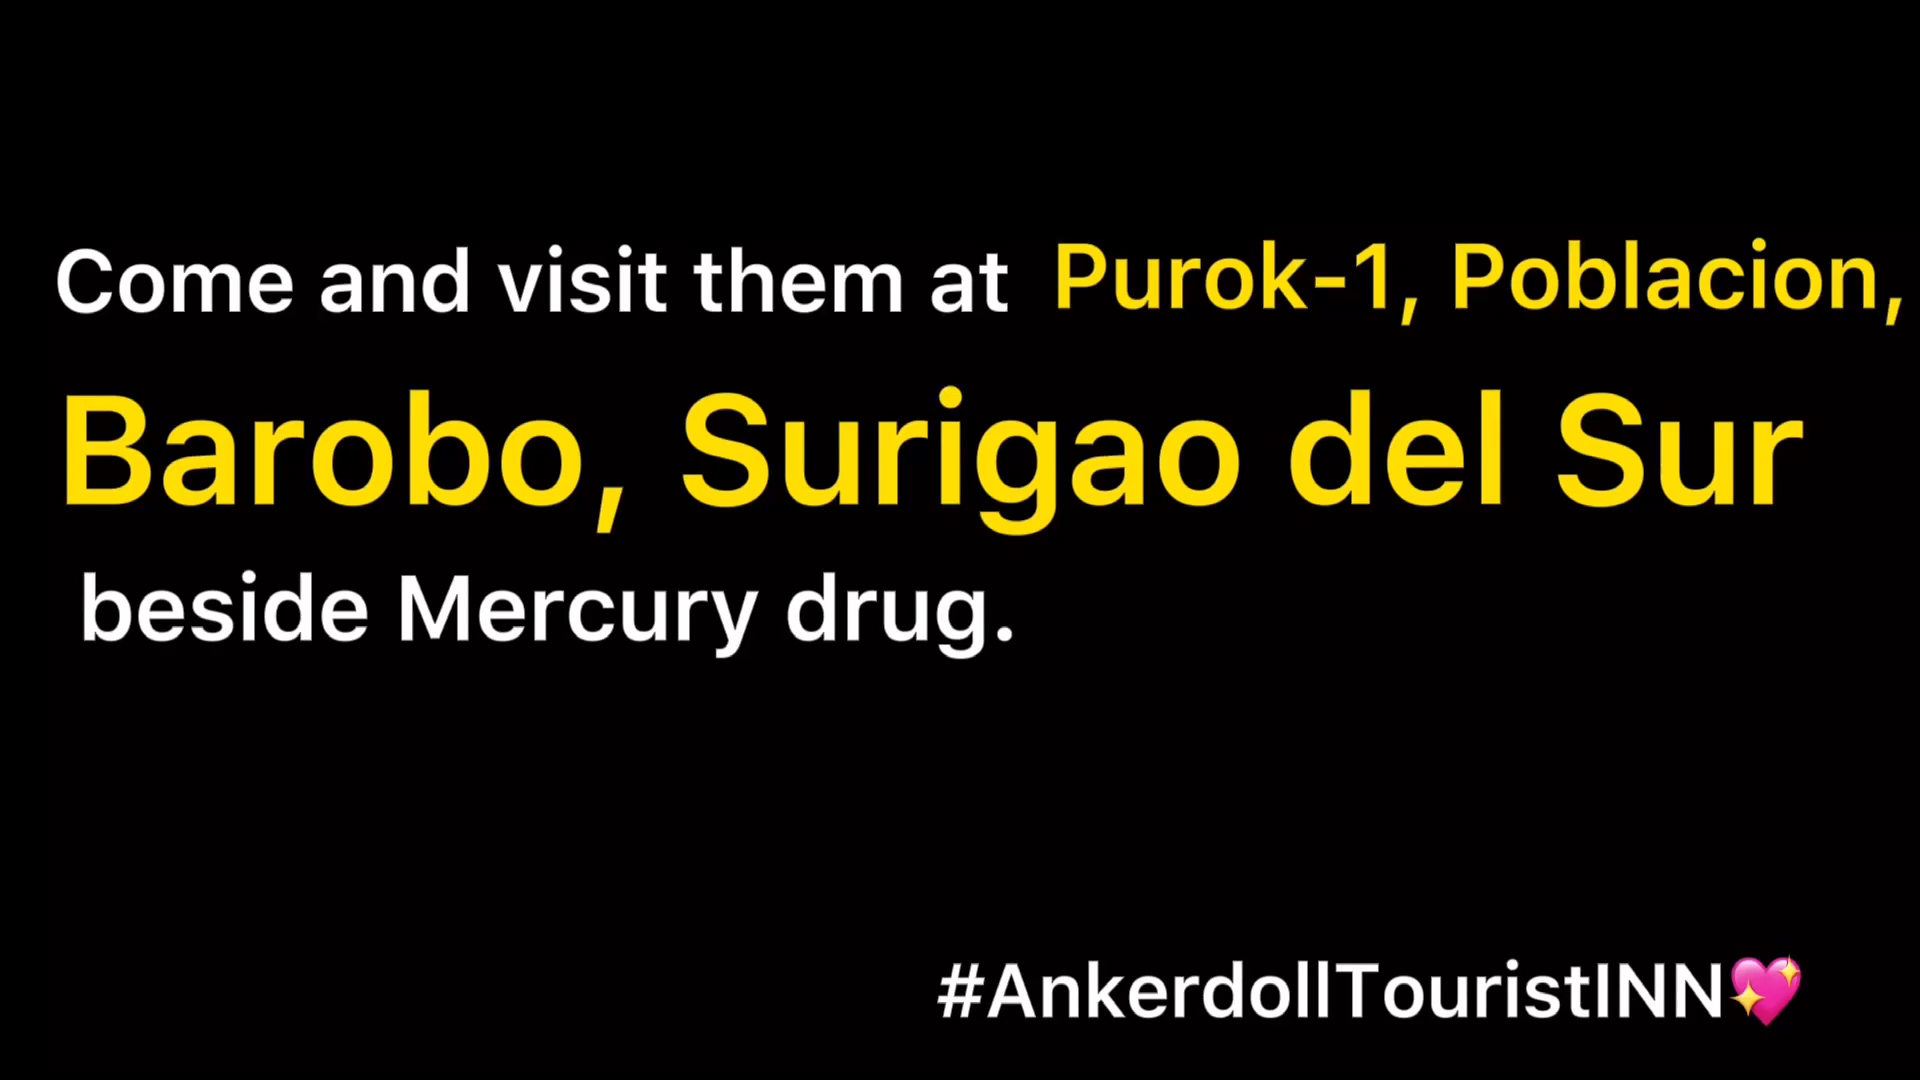 Come and visit them at Purok-1, Poblacion,
Barobo, Surigao del Sur
beside Mercury drug.
#AnkerdollTouristINN💖